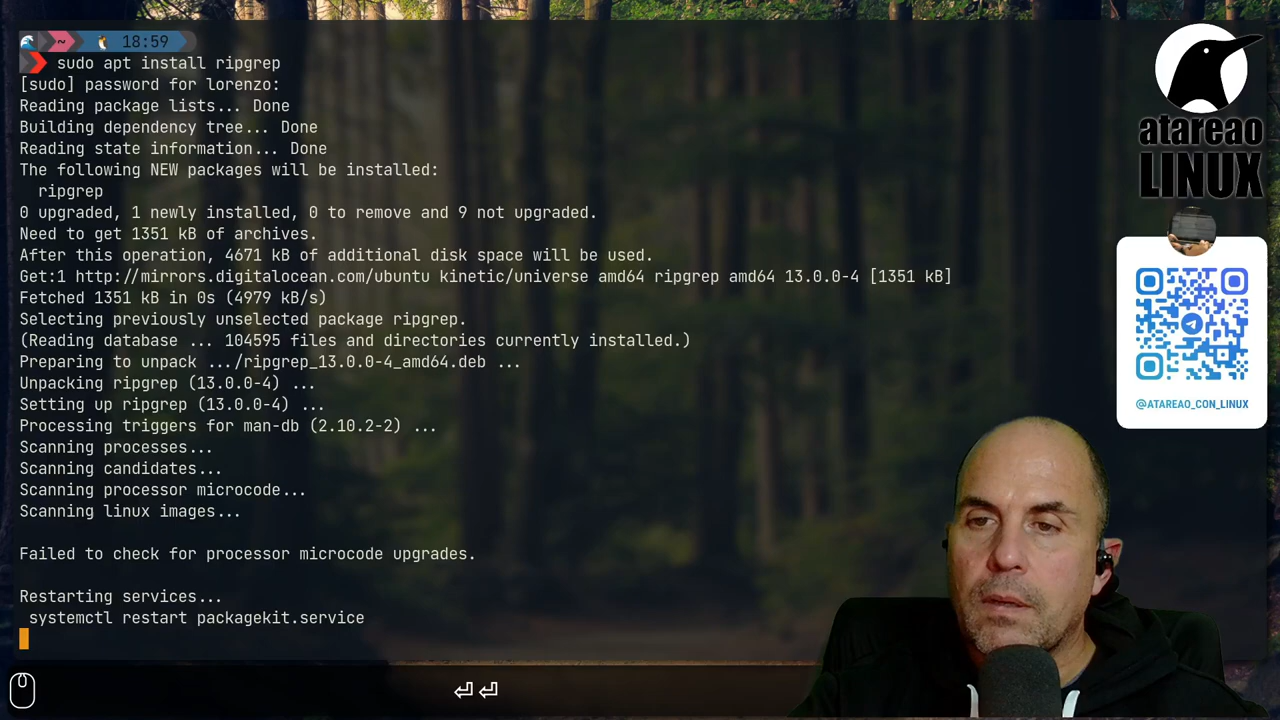 ~ 18:59
sudo apt install ripgrep
[sudo] password for lorenzo:
Reading package lists... Done
Building dependency tree... Done
Reading state information... Done
The following NEW packages will be installed:
ripgrep
0 upgraded, 1 newly installed, 0 to remove and 9 not upgraded.
Need to get 1351 kB of archives.
After this operation, 4671 kB of additional disk space will be used.
Get:1 http://mirrors.digitalocean.com/ubuntu kinetic/universe amd64 ripgrep amd64 13.0.0-4 [1351 kB]
Fetched 1351 kB in 0s (4979 kB/s)
Selecting previously unselected package ripgrep.
(Reading database ... 104595 files and directories currently installed.)
Preparing to unpack .../ripgrep_13.0.0-4_amd64.deb ...
Unpacking ripgrep (13.0.0-4) ...
Setting up ripgrep (13.0.0-4) ...
Processing triggers for man-db (2.10.2-2) ...
Scanning processes...
Scanning candidates...
Scanning processor microcode...
Scanning linux images...
Failed to check for processor microcode upgrades.
Restarting services...
systemctl restart packagekit.service
atareao
LINUX
@ATAREAO_CON_LINUX